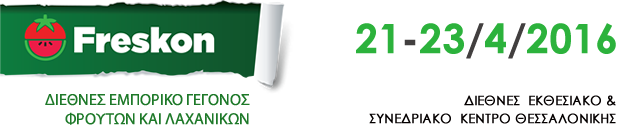 Freskon
ΔΙΕΘΝΕΣ ΕΜΠΟΡΙΚΟ ΓΕΓΟΝΟΣ
ΦΡΟΥΤΩΝ ΚΑΙ ΛΑΧΑΝΙΚΩΝ
21-23/4/2016
ΔΙΕΘΝΕΣ ΕΚΘΕΣΙΑΚΟ &
ΣΥΝΕΔΡΙΑΚΟ ΚΕΝΤΡΟ ΘΕΣΣΑΛΟΝΙΚΗΣ